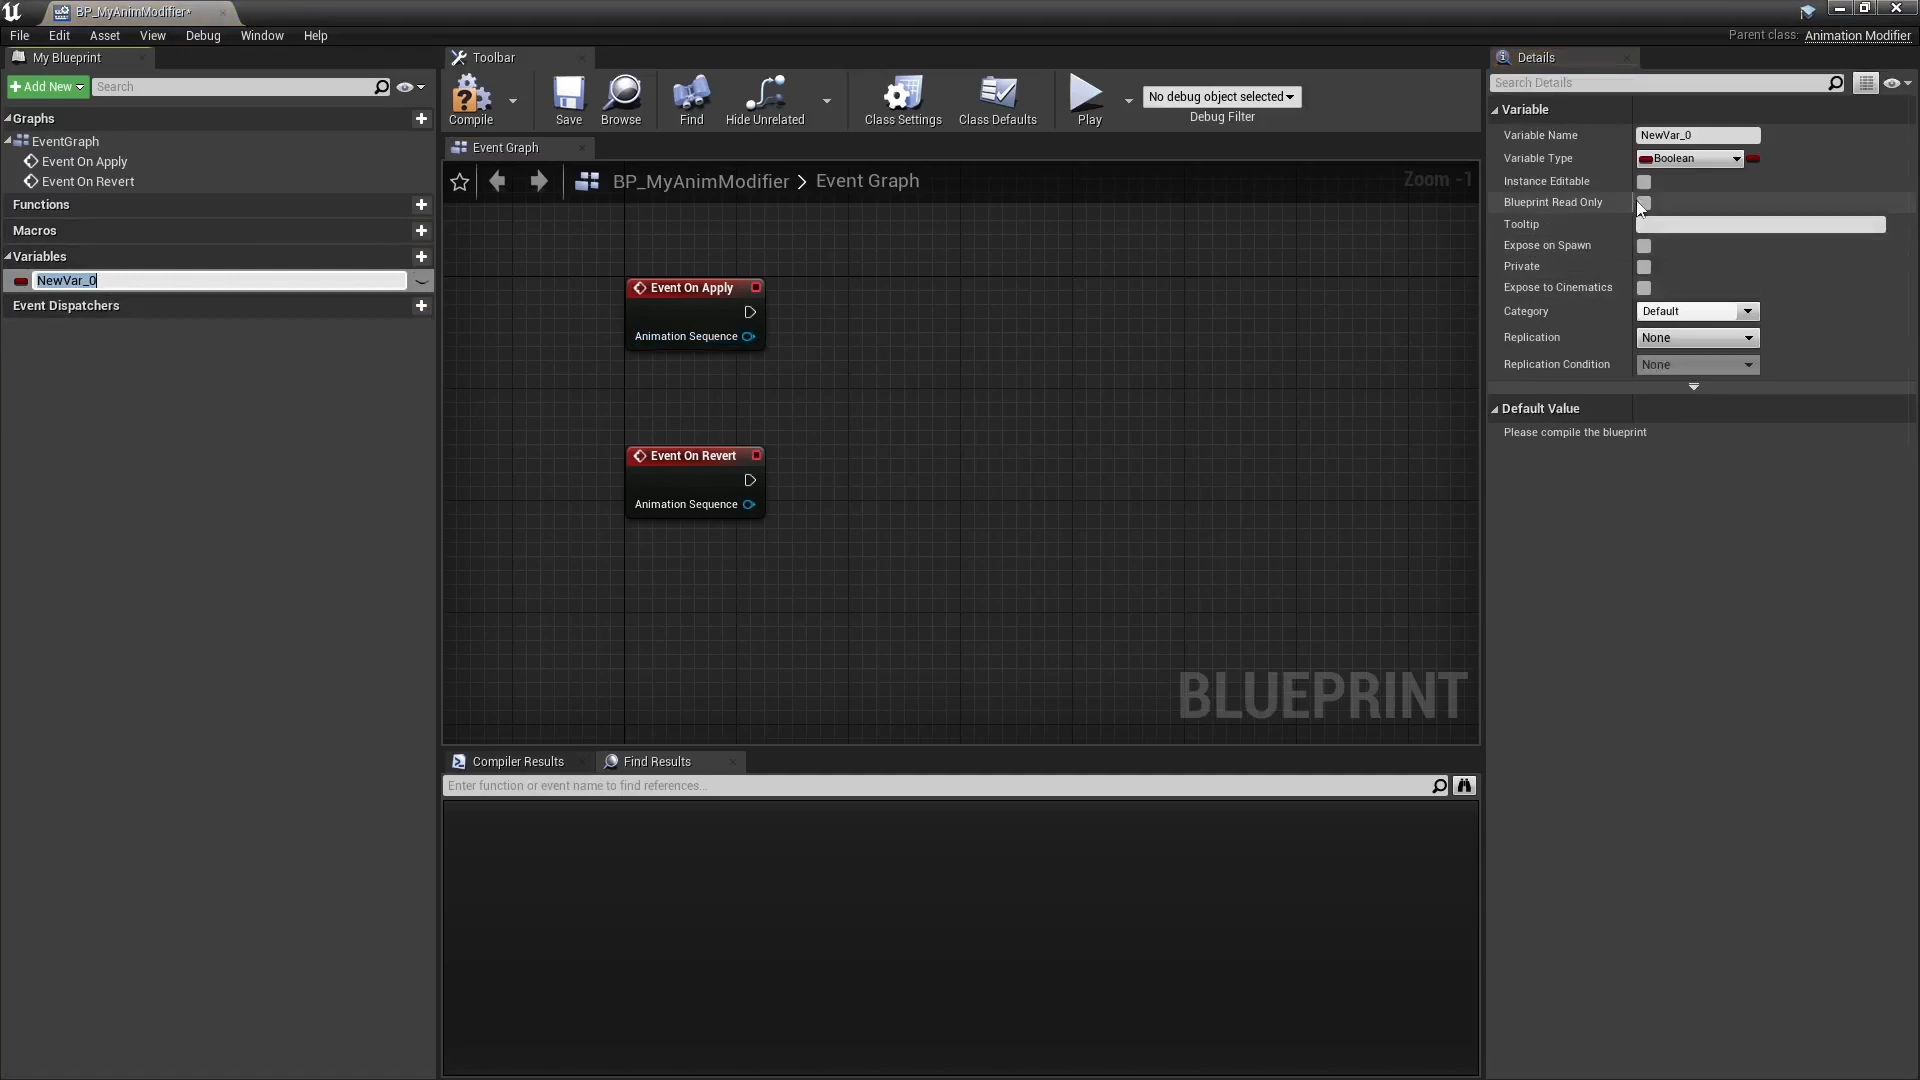 BP_MyAnimModifier*
File Edit Asset View Debug Window Help
Parent class: Animation Modifier
My Blueprint
Add New
Search
Graphs
EventGraph
Event On Apply
Event On Revert
Functions
Macros
Variables
NewVar_0
Event Dispatchers
Toolbar
Compile
Save
Browse
Find
Hide Unrelated
Class Settings
Class Defaults
Play
No debug object selected
Debug Filter
Event Graph
BP_MyAnimModifier > Event Graph
Zoom -1
Event On Apply
Animation Sequence
Event On Revert
Animation Sequence
BLUEPRINT
Compiler Results
Find Results
Enter function or event name to find references...
Details
Search Details
Variable
Variable Name NewVar_0
Variable Type Boolean
Instance Editable
Blueprint Read Only
Tooltip
Expose on Spawn
Private
Expose to Cinematics
Category Default
Replication None
Replication Condition None
Default Value
Please compile the blueprint